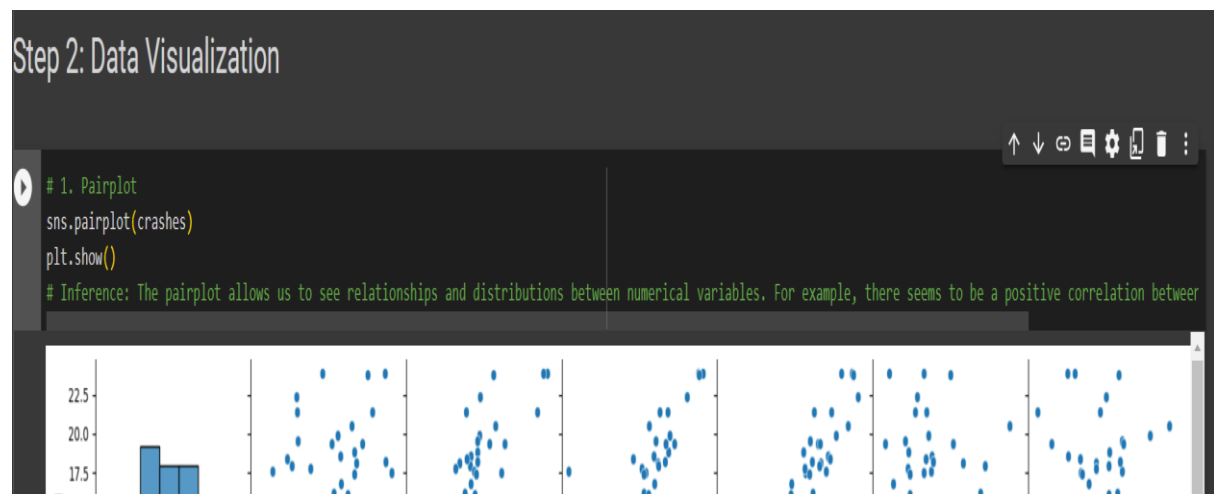 Step 2: Data Visualization
# 1. Pairplot
sns.pairplot(crashes)
plt.show()
# Inference: The pairplot allows us to see relationships and distributions between numerical variables. For example, there seems to be a positive correlation between
22.5
20.0
17.5